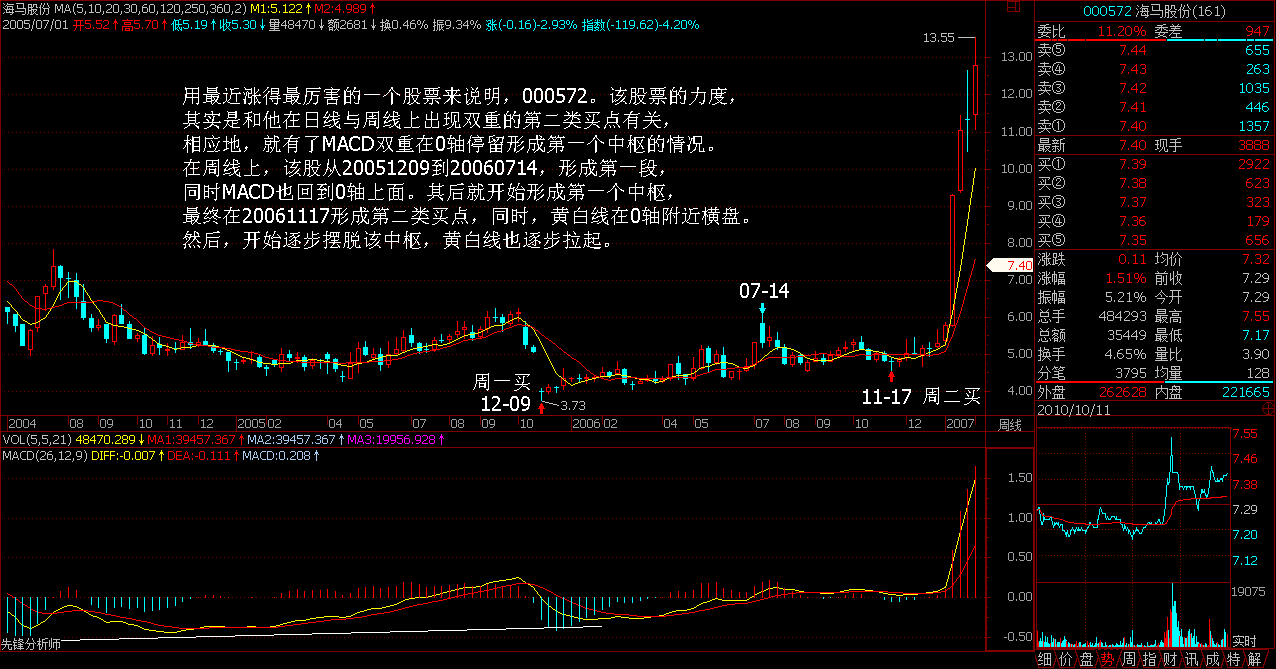 海马股份 MA(5,10,20,30,60,120,250,360,2) M1:5.122↑ M2:4.989↑
2005/07/01 开5.52↑高5.70↑低5.19↓收5.30↓量48470↓额2681↓换0.46% 振9.34% 涨(-0.16)-2.93% 指数(-119.62)-4.20%
13.55
用最近涨得最厉害的一个股票来说明，000572。该股票的力度，
其实是和他在日线与周线上出现双重的第二类买点有关，
相应地，就有了MACD双重在0轴停留形成第一个中枢的情况。
在周线上，该股从20051209到20060714，形成第一段，
同时MACD也回到0轴上面。其后就开始形成第一个中枢，
最终在20061117形成第二类买点，同时，黄白线在0轴附近横盘。
然后，开始逐步摆脱该中枢，黄白线也逐步拉起。
07-14
周一买
12-09
3.73
11-17 周二买
13.00
12.00
11.00
10.00
9.00
8.00
7.40
7.00
6.00
5.00
4.00
2004 08 09 10 11 12 2005 02 04 05 07 08 09 10 2006 02 04 05 07 08 09 10 12 2007 周线
VOL(5,5,21) 48470.289↓ MA1:39457.367↑ MA2:39457.367↑ MA3:19956.928↑
MACD(26,12,9) DIFF:-0.007↑ DEA:-0.111↑ MACD:0.208↑
1.50
1.00
0.50
0.00
-0.50
先锋分析师
000572 海马股份(161)
委比 11.20% 委差 947
卖⑤ 7.44 655
卖④ 7.43 263
卖③ 7.42 1035
卖② 7.41 446
卖① 7.40 1357
最新 7.40 现手 3888
买① 7.39 2922
买② 7.38 623
买③ 7.37 323
买④ 7.36 179
买⑤ 7.35 656
涨跌 0.11 均价 7.32
涨幅 1.51% 前收 7.29
振幅 5.21% 今开 7.29
总手 484293 最高 7.55
总额 35449 最低 7.17
换手 4.65% 量比 3.90
分笔 3795 均量 128
外盘 262628 内盘 221665
2010/10/11
7.55
7.46
7.38
7.29
7.20
7.12
19075
实时
细 价 盘 势 周 指 财 讯 成 特 解